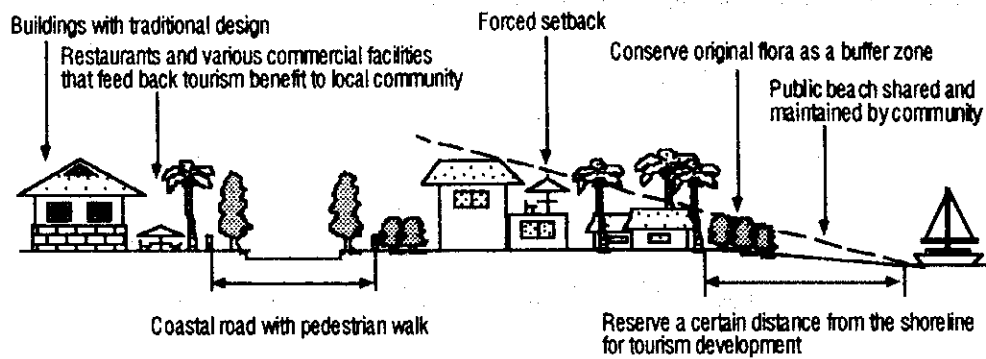 Buildings with traditional design
Restaurants and various commercial facilities
that feed back tourism benefit to local community
Forced setback
Conserve original flora as a buffer zone
Public beach shared and
maintained by community
Coastal road with pedestrian walk
Reserve a certain distance from the shoreline
for tourism development